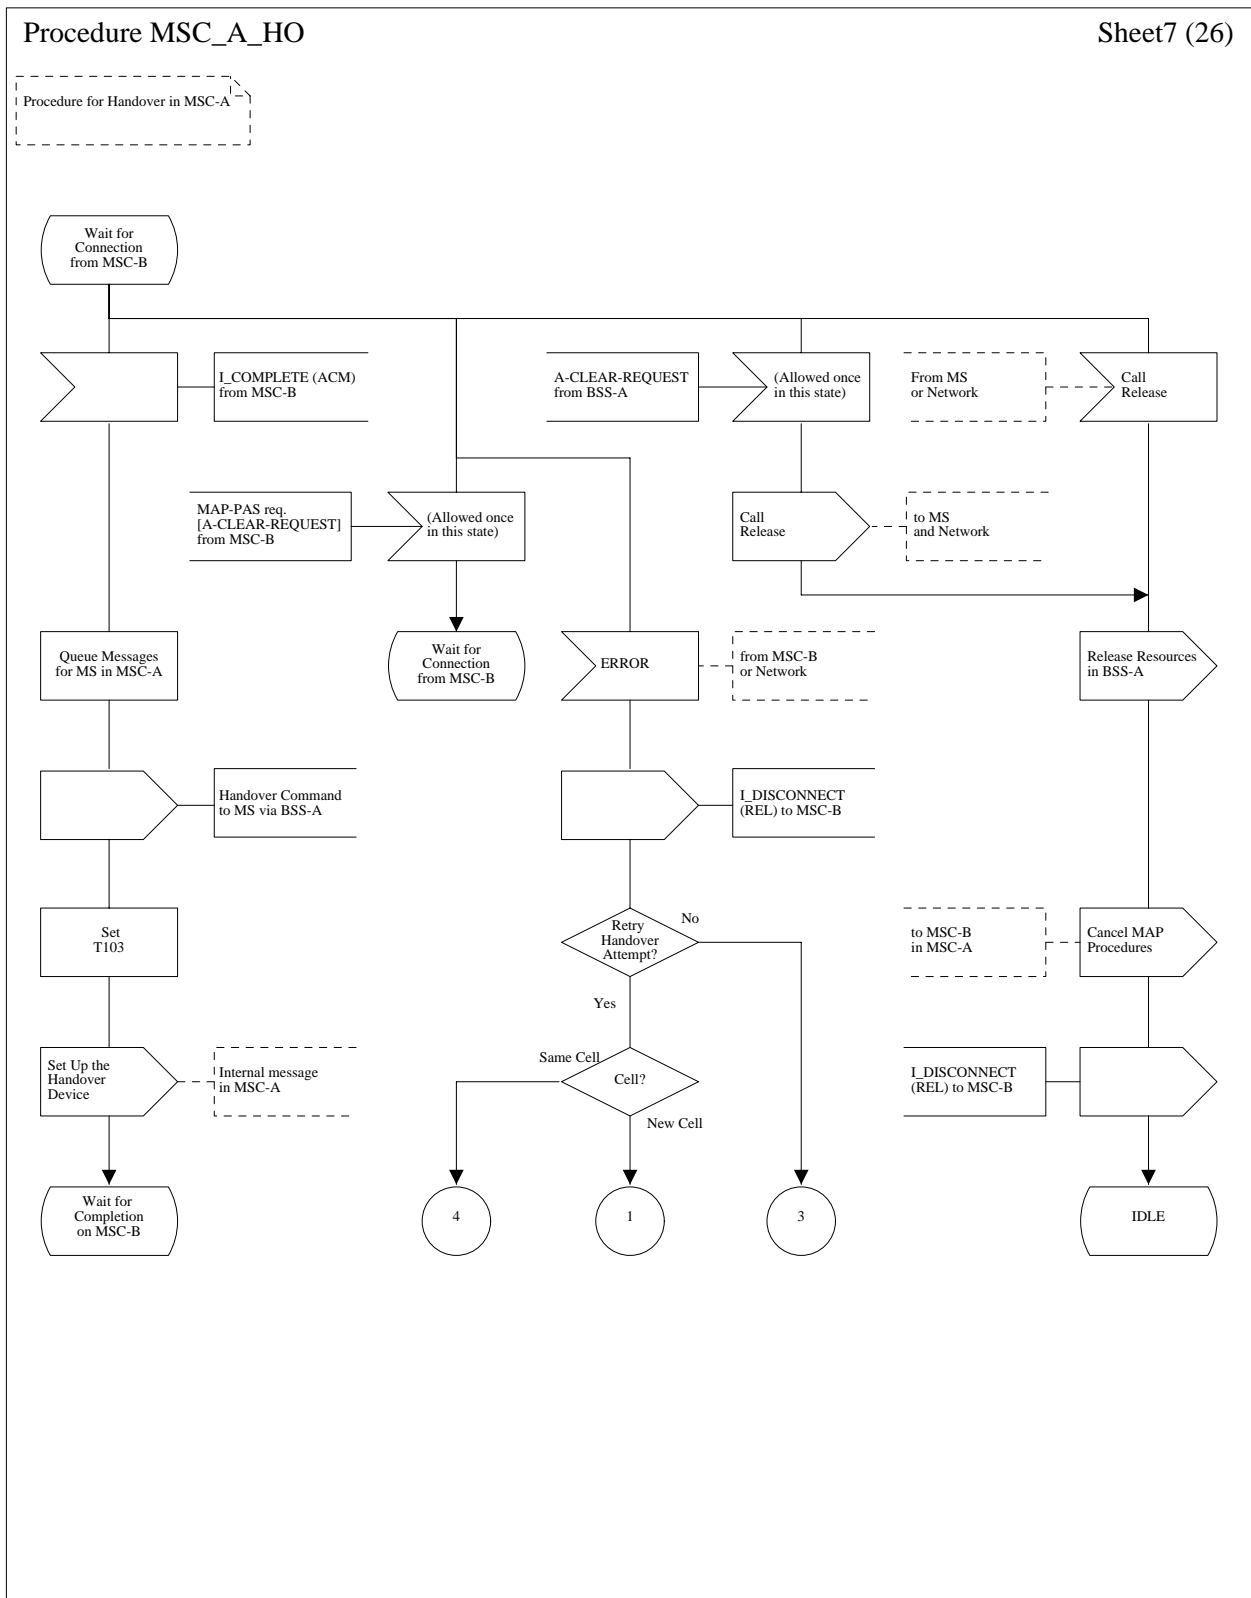 Procedure MSC_A_HO
Sheet7 (26)
Procedure for Handover in MSC-A
Wait for
Connection
from MSC-B
I_COMPLETE (ACM)
from MSC-B
A-CLEAR-REQUEST
from BSS-A
(Allowed once
in this state)
From MS
or Network
Call
Release
MAP-PAS req.
[A-CLEAR-REQUEST]
from MSC-B
(Allowed once
in this state)
Call
Release
to MS
and Network
Queue Messages
for MS in MSC-A
Wait for
Connection
from MSC-B
ERROR
from MSC-B
or Network
Release Resources
in BSS-A
Handover Command
to MS via BSS-A
I_DISCONNECT
(REL) to MSC-B
Set
T103
Retry
Handover
Attempt?
No
Yes
to MSC-B
in MSC-A
Cancel MAP
Procedures
Set Up the
Handover
Device
Internal message
in MSC-A
Same Cell
Cell?
New Cell
I_DISCONNECT
(REL) to MSC-B
Wait for
Completion
on MSC-B
4
1
3
IDLE